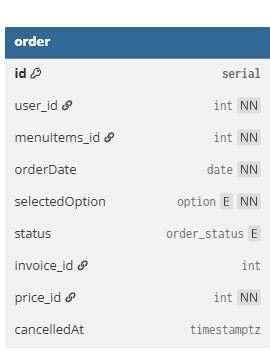 order
id serial
user_id int NN
menuItems_id int NN
orderDate date NN
selectedOption option E NN
status order_status E
invoice_id int
price_id int NN
cancelledAt timestamptz